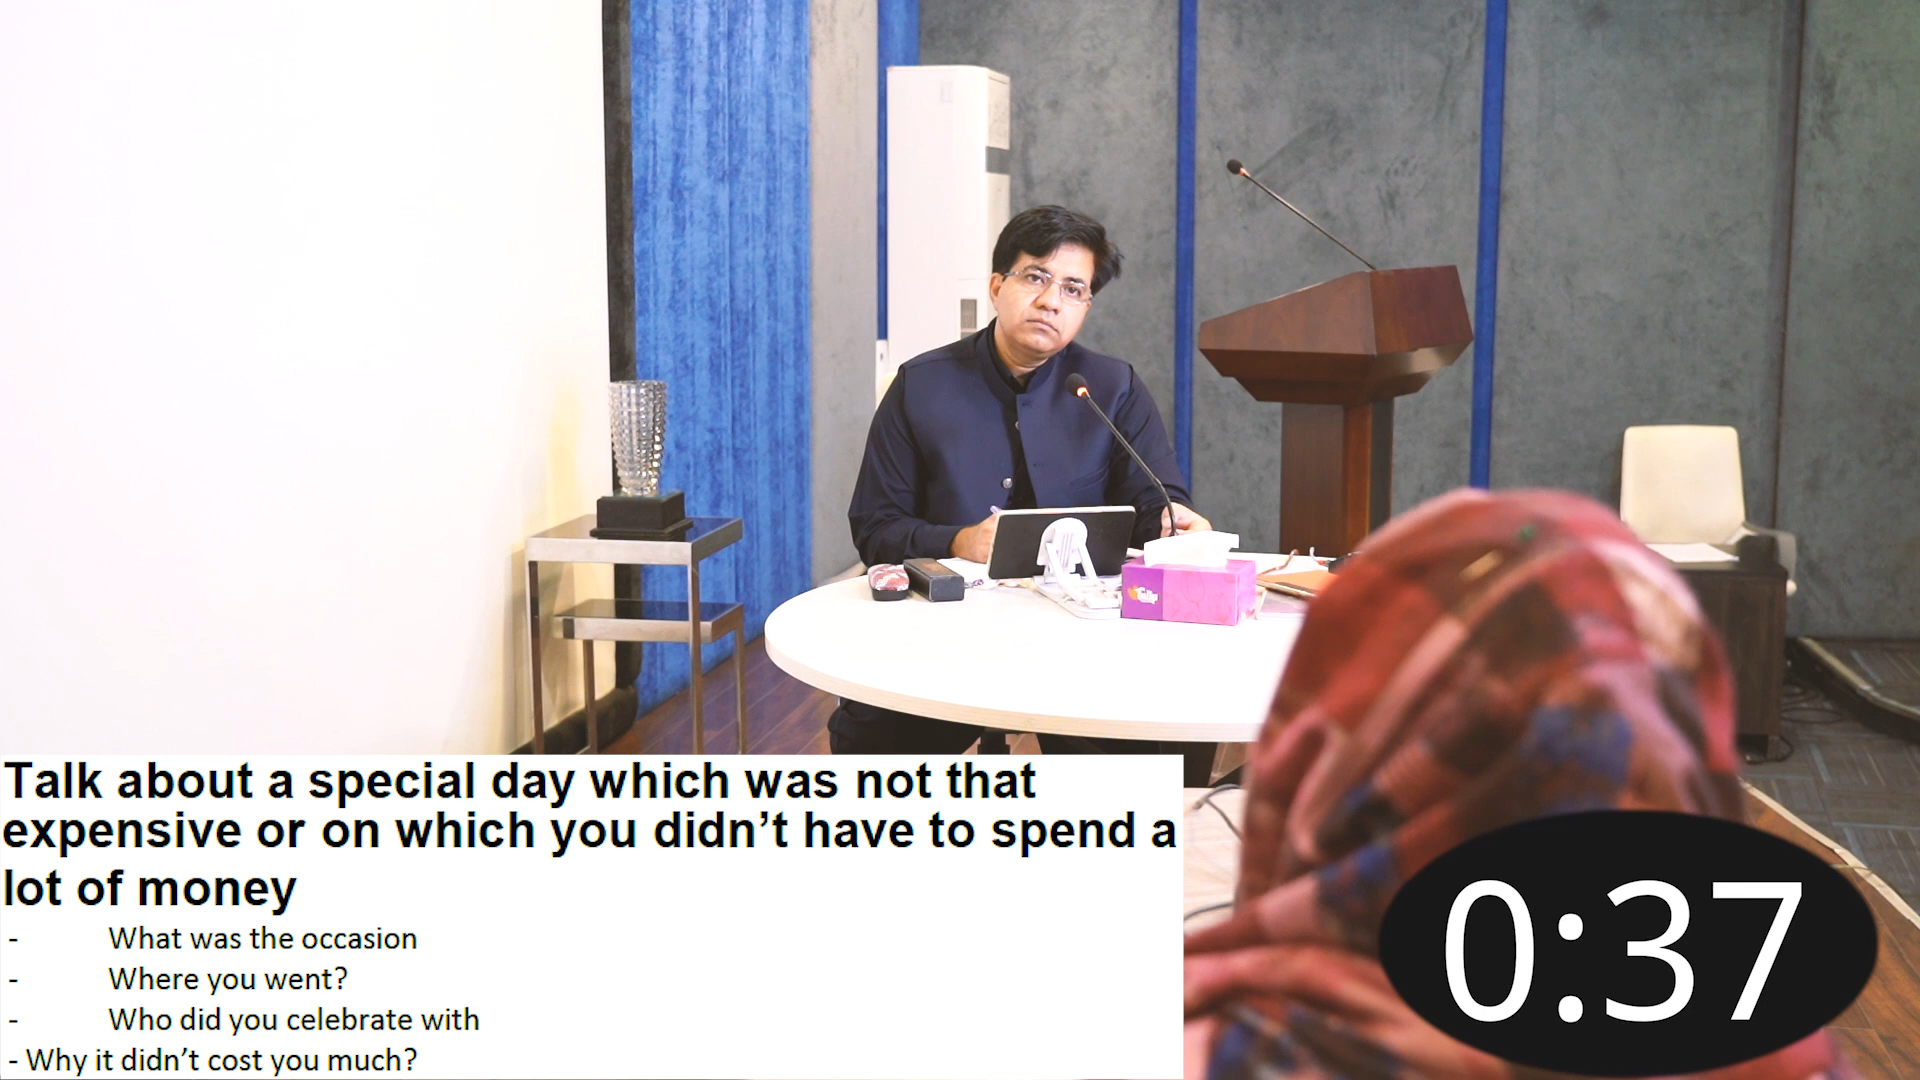 Talk about a special day which was not that
expensive or on which you didn’t have to spend a
lot of money
- What was the occasion
- Where you went?
- Who did you celebrate with
- Why it didn’t cost you much?
0:37